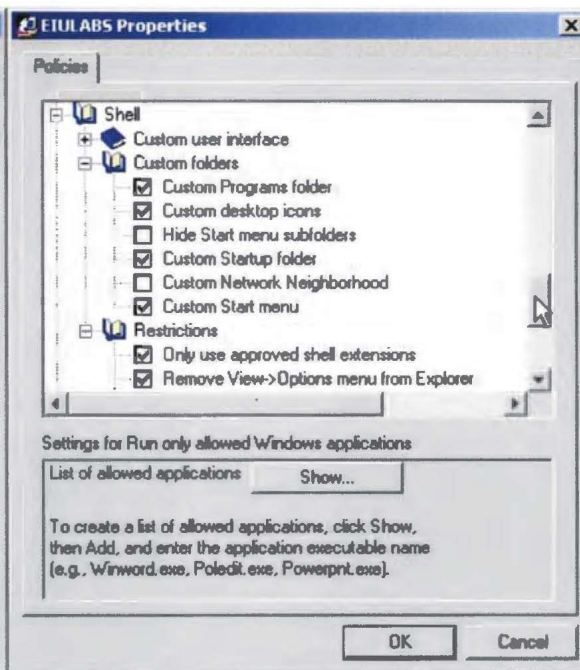 EIULABS Properties
Policies
Shell
Custom user interface
Custom folders
Custom Programs folder
Custom desktop icons
Hide Start menu subfolders
Custom Startup folder
Custom Network Neighborhood
Custom Start menu
Restrictions
Only use approved shell extensions
Remove View->Options menu from Explorer
Settings for Run only allowed Windows applications
List of allowed applications Show...
To create a list of allowed applications, click Show,
then Add, and enter the application executable name
(e.g., Winword.exe, Poledit.exe, Powerpnt.exe).
OK Cancel